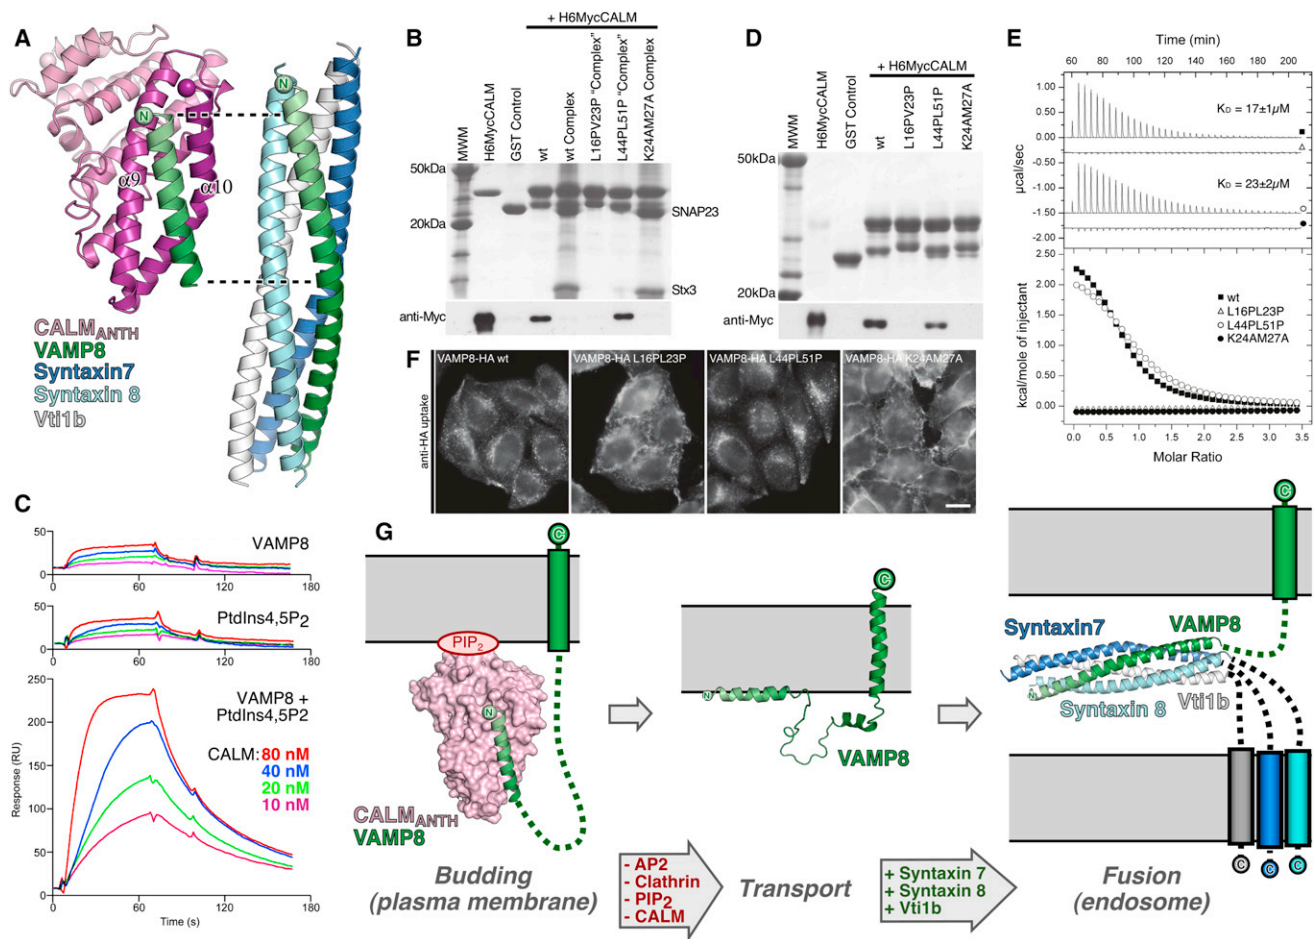 A
N
α9
α10
CALMANTH
VAMP8
Syntaxin7
Syntaxin 8
Vti1b
N
B
+ H6MycCALM
MWM
H6MycCALM
GST Control
wt
wt Complex
L16PV23P "Complex"
L44PL51P "Complex"
K24AM27A Complex
50kDa
20kDa
SNAP23
Stx3
anti-Myc
D
+ H6MycCALM
MWM
H6MycCALM
GST Control
wt
L16PV23P
L44PL51P
K24AM27A
50kDa
20kDa
anti-Myc
E
Time (min)
60 80 100 120 140 160 180 210
1.00
0.50
0.00
-0.50
-1.00
-1.50
-2.00
µcal/sec
KD = 17±1µM
KD = 23±2µM
2.50
2.00
1.50
1.00
0.50
0.00
kcal/mole of injectant
wt
L16PL23P
L44PL51P
K24AM27A
0.0 0.5 1.0 1.5 2.0 2.5 3.0 3.5
Molar Ratio
F
anti-HA uptake
VAMP8-HA wt
VAMP8-HA L16PL23P
VAMP8-HA L44PL51P
VAMP8-HA K24AM27A
C
50
0
VAMP8
0 60 120 180
50
0
PtdIns4,5P2
0 60 120 180
VAMP8 +
PtdIns4,5P2
CALM: 80 nM
40 nM
20 nM
10 nM
250
200
150
100
50
0
Response (RU)
0 60 120 180
Time (s)
G
C
PIP2
N
CALMANTH
VAMP8
Budding
(plasma membrane)
- AP2
- Clathrin
- PIP2
- CALM
C
N
VAMP8
Transport
+ Syntaxin 7
+ Syntaxin 8
+ Vti1b
C
Syntaxin7
VAMP8
N
Syntaxin 8
Vti1b
C
C
C
Fusion
(endosome)